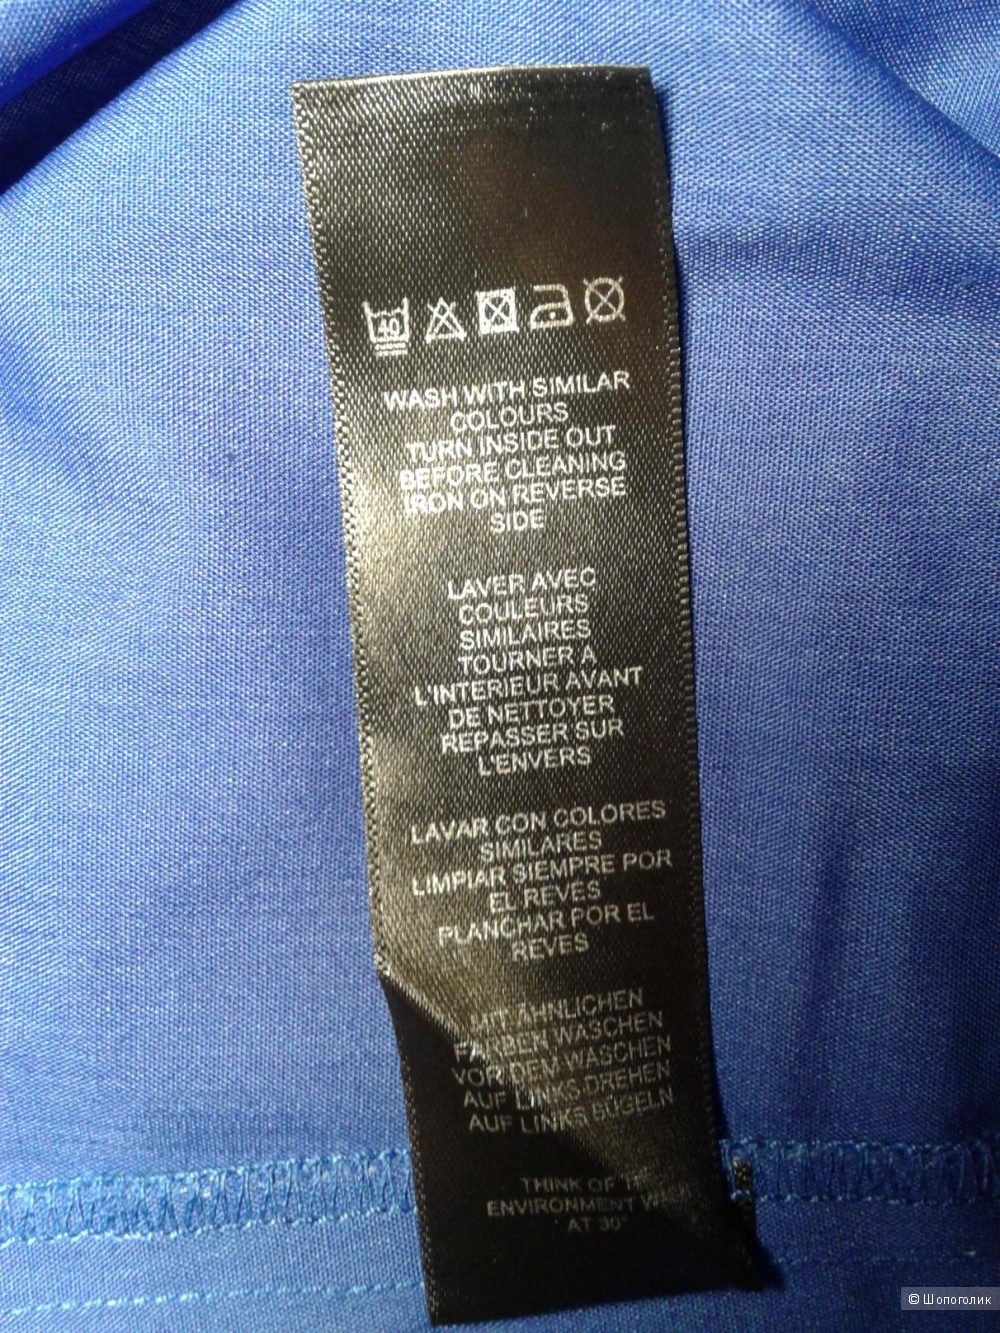 40
WASH WITH SIMILAR
COLOURS
TURN INSIDE OUT
BEFORE CLEANING
IRON ON REVERSE
SIDE
LAVER AVEC
COULEURS
SIMILAIRES
TOURNER A
L'INTERIEUR AVANT
DE NETTOYER
REPASSER SUR
L'ENVERS
LAVAR CON COLORES
SIMILARES
LIMPIAR SIEMPRE POR
EL REVES
PLANCHAR POR EL
REVES
MIT ÄHNLICHEN
FARBEN WASCHEN
VOR DEM WASCHEN
AUF LINKS DREHEN
AUF LINKS BÜGELN
THINK OF THE
ENVIRONMENT WASH
AT 30°
© Шопоголик